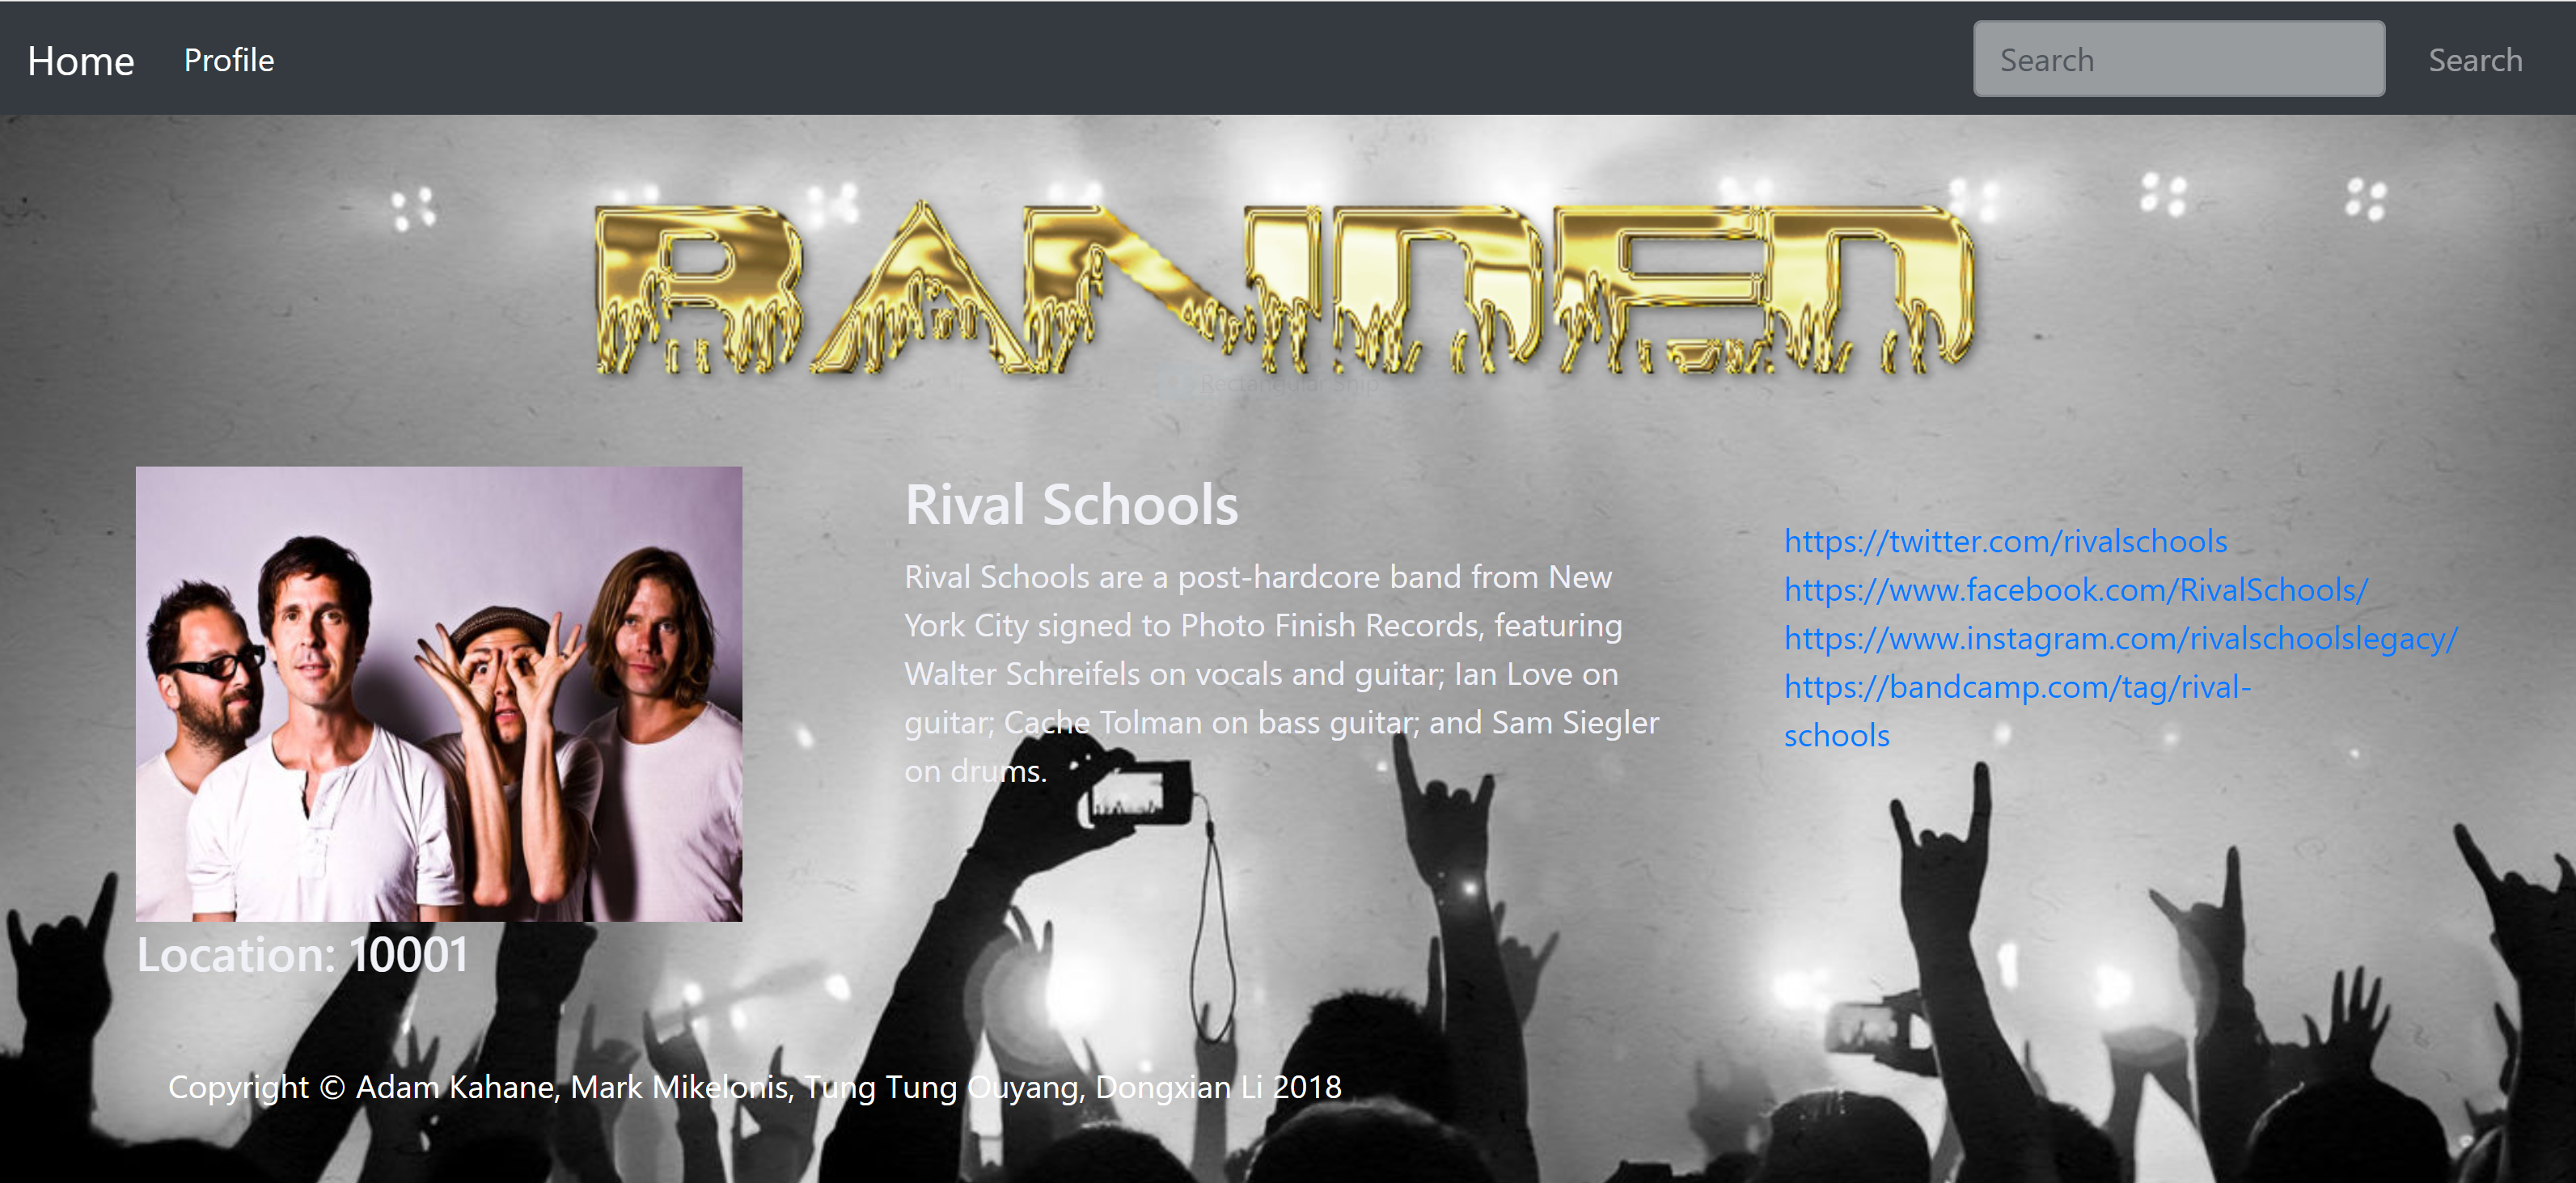 Home Profile Search Search
BANDED
Rectangular Snip
Rival Schools
Rival Schools are a post-hardcore band from New
York City signed to Photo Finish Records, featuring
Walter Schreifels on vocals and guitar; Ian Love on
guitar; Cache Tolman on bass guitar; and Sam Siegler
on drums.
https://twitter.com/rivalschools
https://www.facebook.com/RivalSchools/
https://www.instagram.com/rivalschoolslegacy/
https://bandcamp.com/tag/rival-
schools
Location: 10001
Copyright © Adam Kahane, Mark Mikelonis, Tung Tung Ouyang, Dongxian Li 2018